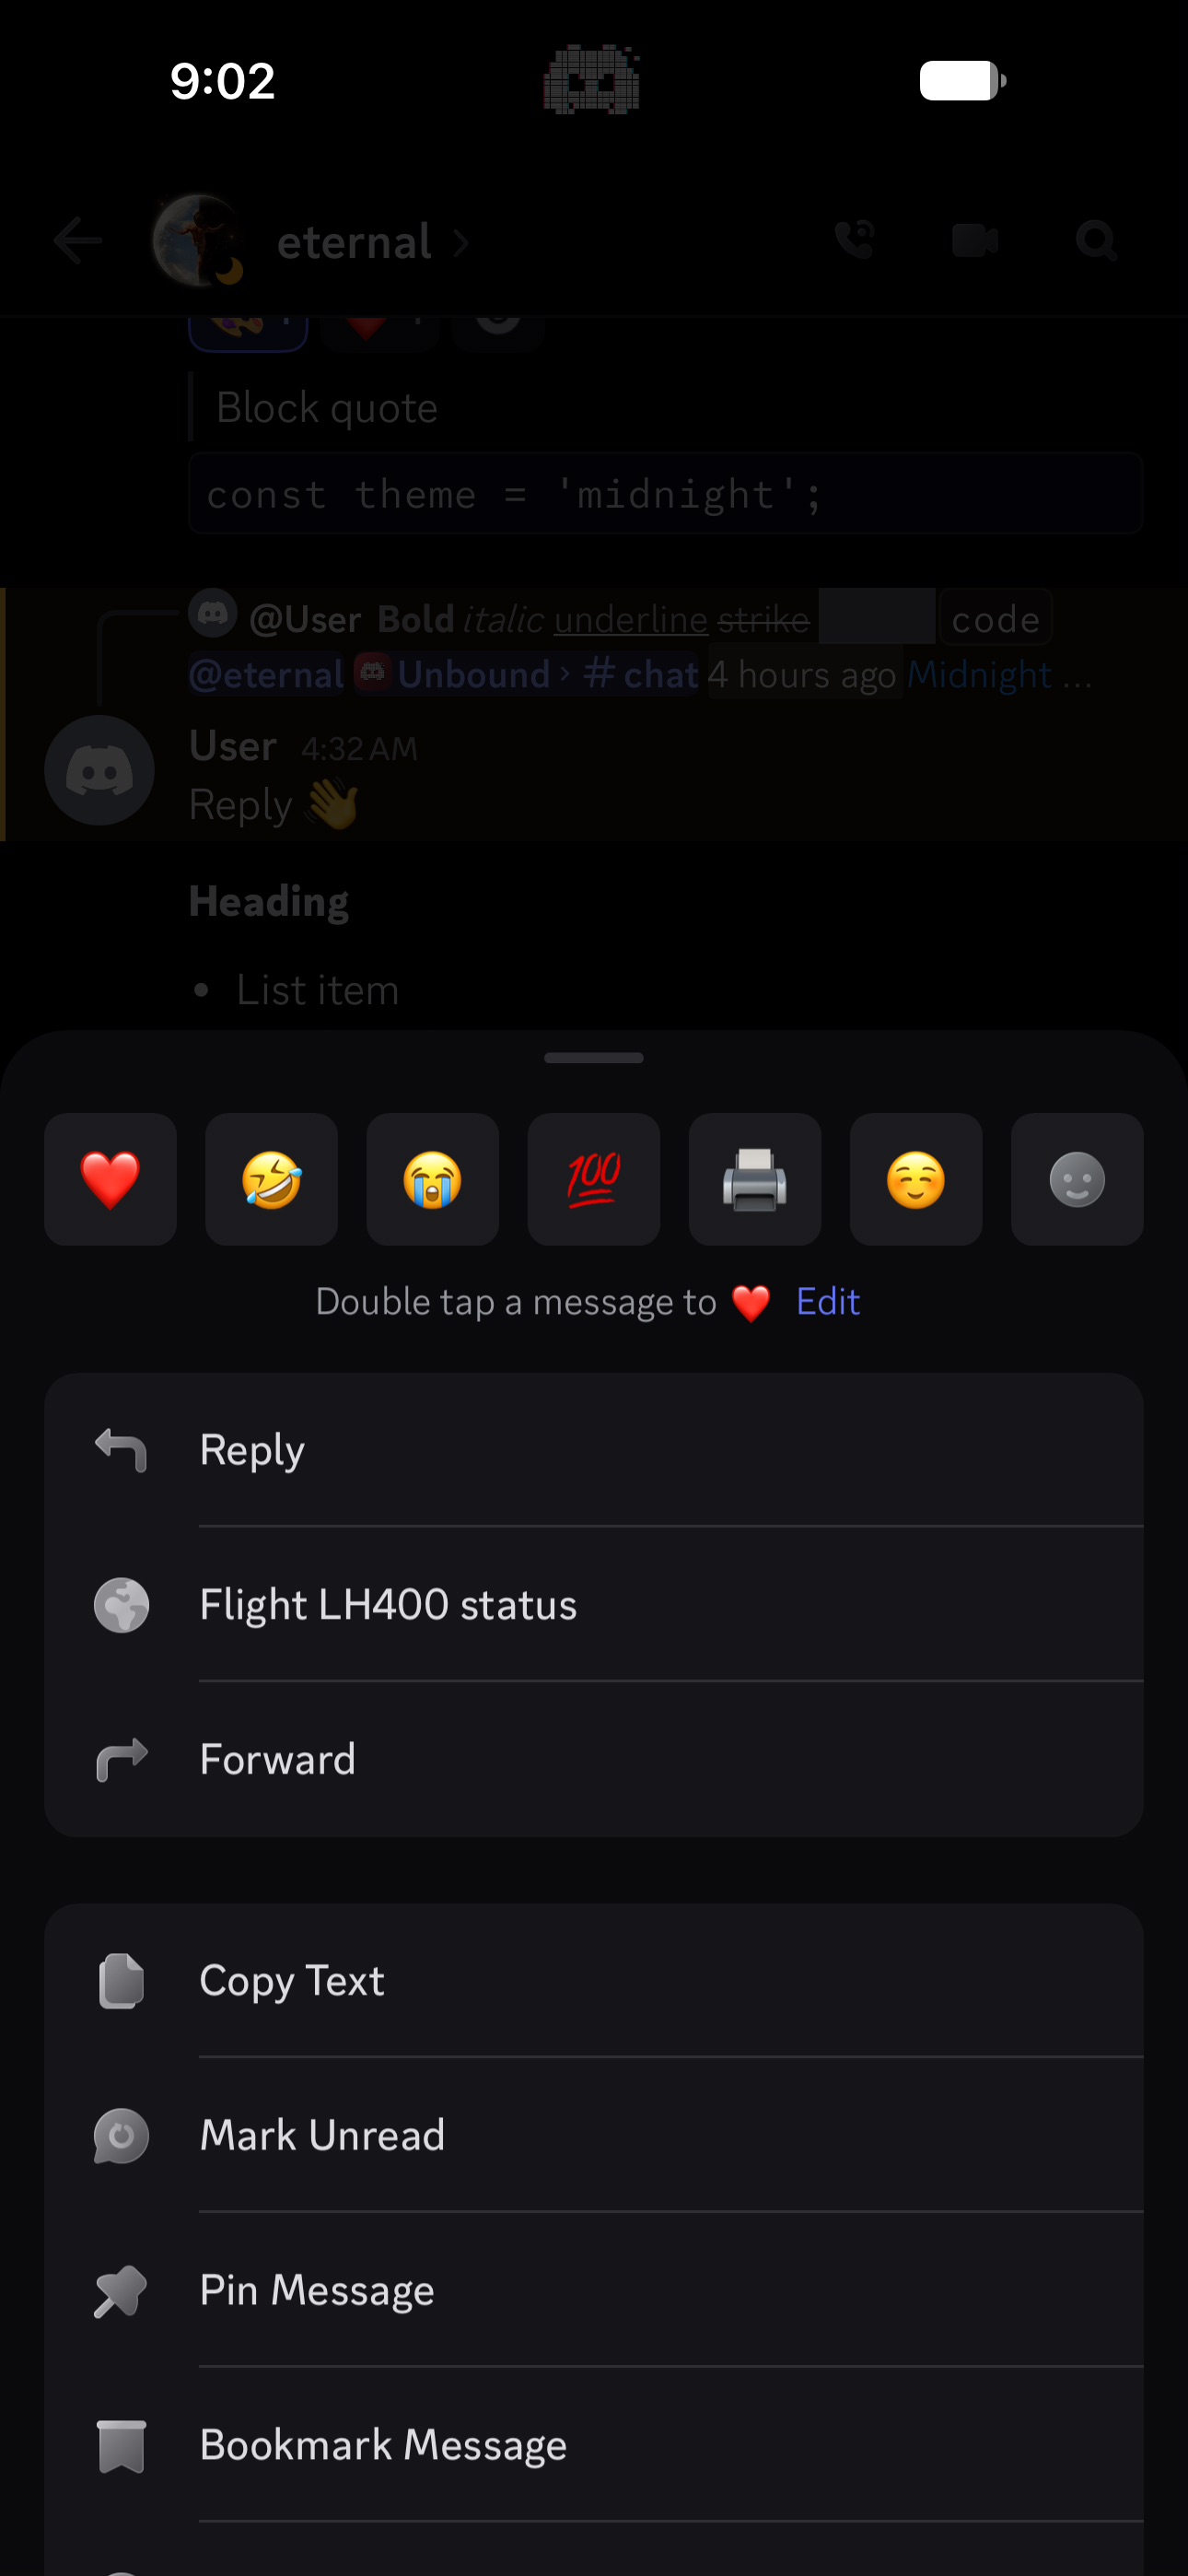 9:02
eternal
Block quote
const theme = 'midnight';
@User Bold italic underline strike code
@eternal Unbound › # chat 4 hours ago Midnight ...
User 4:32 AM
Reply 👋
Heading
• List item
💯
Double tap a message to ❤️ Edit
Reply
Flight LH400 status
Forward
Copy Text
Mark Unread
Pin Message
Bookmark Message